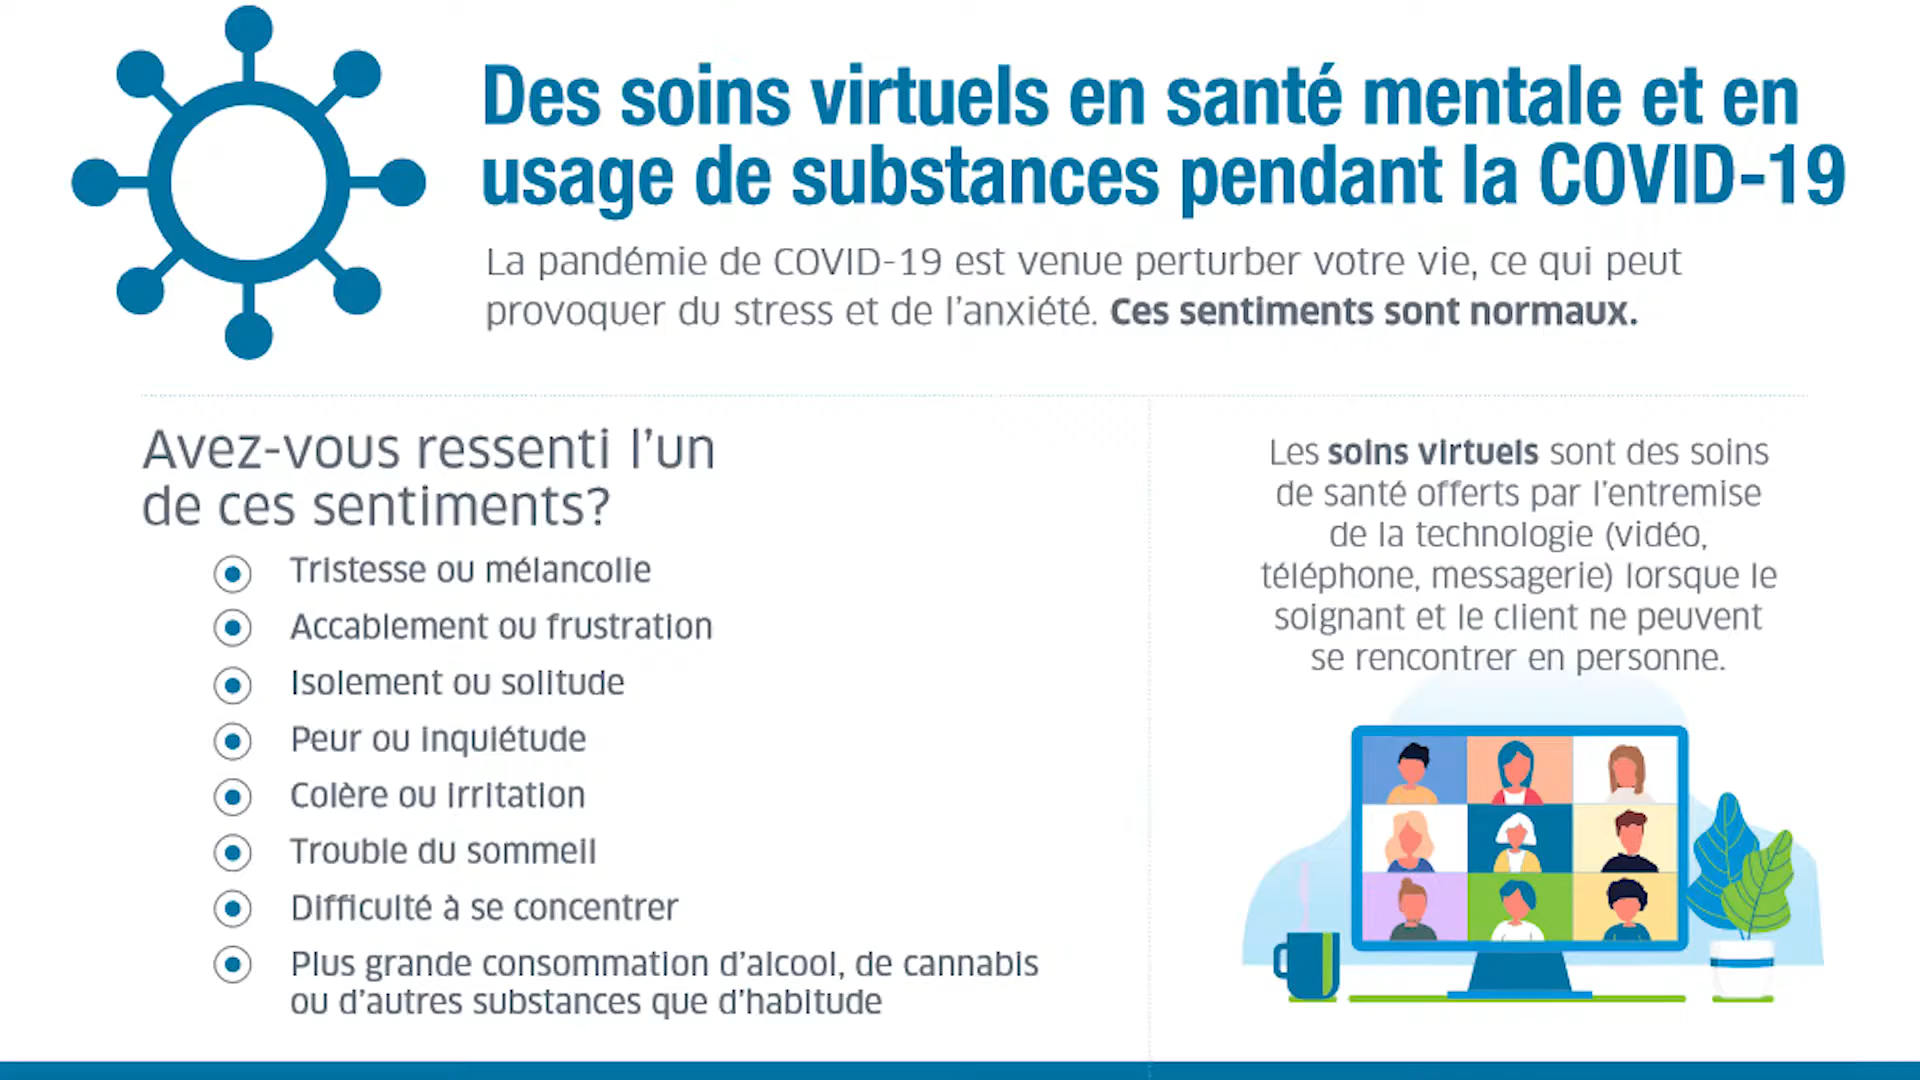 Des soins virtuels en santé mentale et en
usage de substances pendant la COVID-19
La pandémie de COVID-19 est venue perturber votre vie, ce qui peut
provoquer du stress et de l'anxiété. Ces sentiments sont normaux.
Avez-vous ressenti l'un
de ces sentiments?
Tristesse ou mélancolie
Accablement ou frustration
Isolement ou solitude
Peur ou inquiétude
Colère ou irritation
Trouble du sommeil
Difficulté à se concentrer
Plus grande consommation d'alcool, de cannabis
ou d'autres substances que d'habitude
Les soins virtuels sont des soins
de santé offerts par l'entremise
de la technologie (vidéo,
téléphone, messagerie) lorsque le
soignant et le client ne peuvent
se rencontrer en personne.